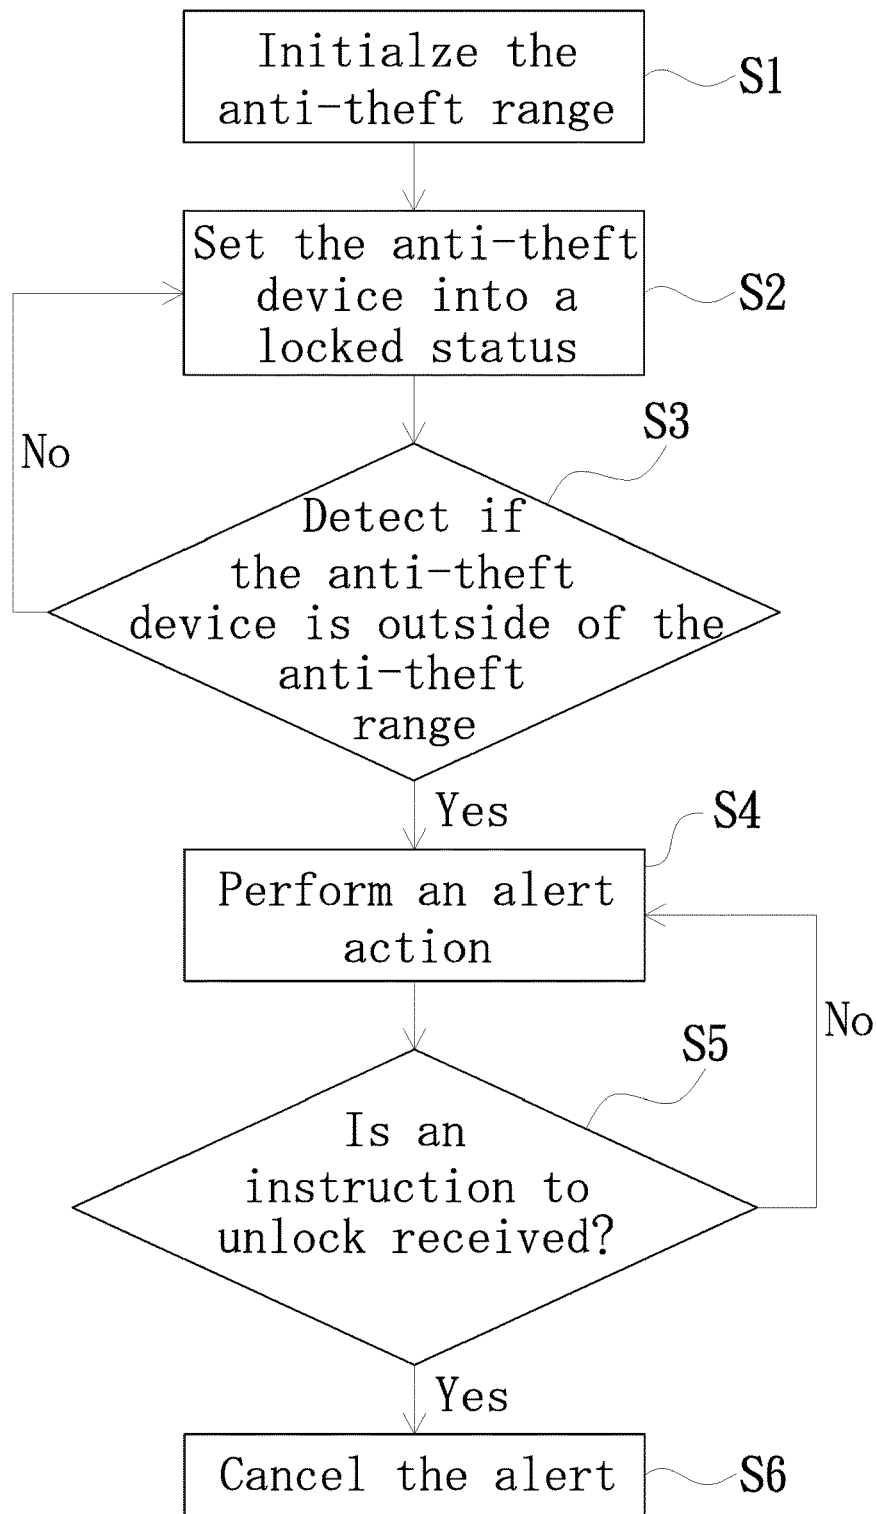 Initialze the
anti-theft range
S1
Set the anti-theft
device into a
locked status
S2
No
S3
Detect if
the anti-theft
device is outside of the
anti-theft
range
Yes
S4
Perform an alert
action
No
S5
Is an
instruction to
unlock received?
Yes
Cancel the alert
S6